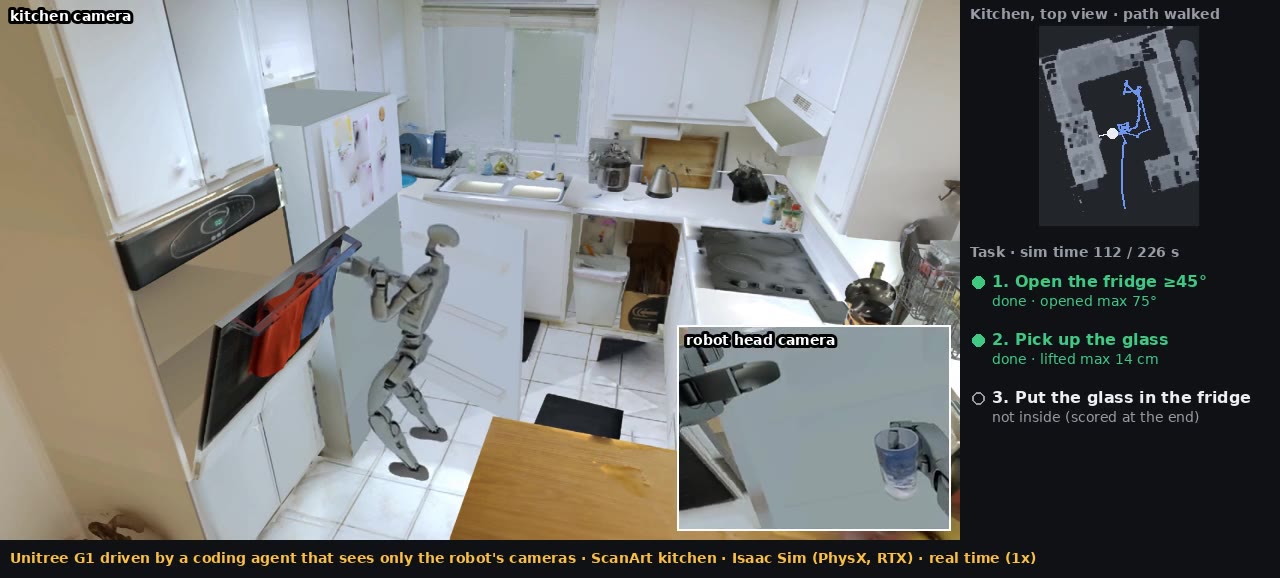 kitchen camera
Kitchen, top view · path walked
Task · sim time 112 / 226 s
1. Open the fridge ≥45°
done · opened max 75°
2. Pick up the glass
done · lifted max 14 cm
3. Put the glass in the fridge
not inside (scored at the end)
robot head camera
Unitree G1 driven by a coding agent that sees only the robot's cameras · ScanArt kitchen · Isaac Sim (PhysX, RTX) · real time (1x)